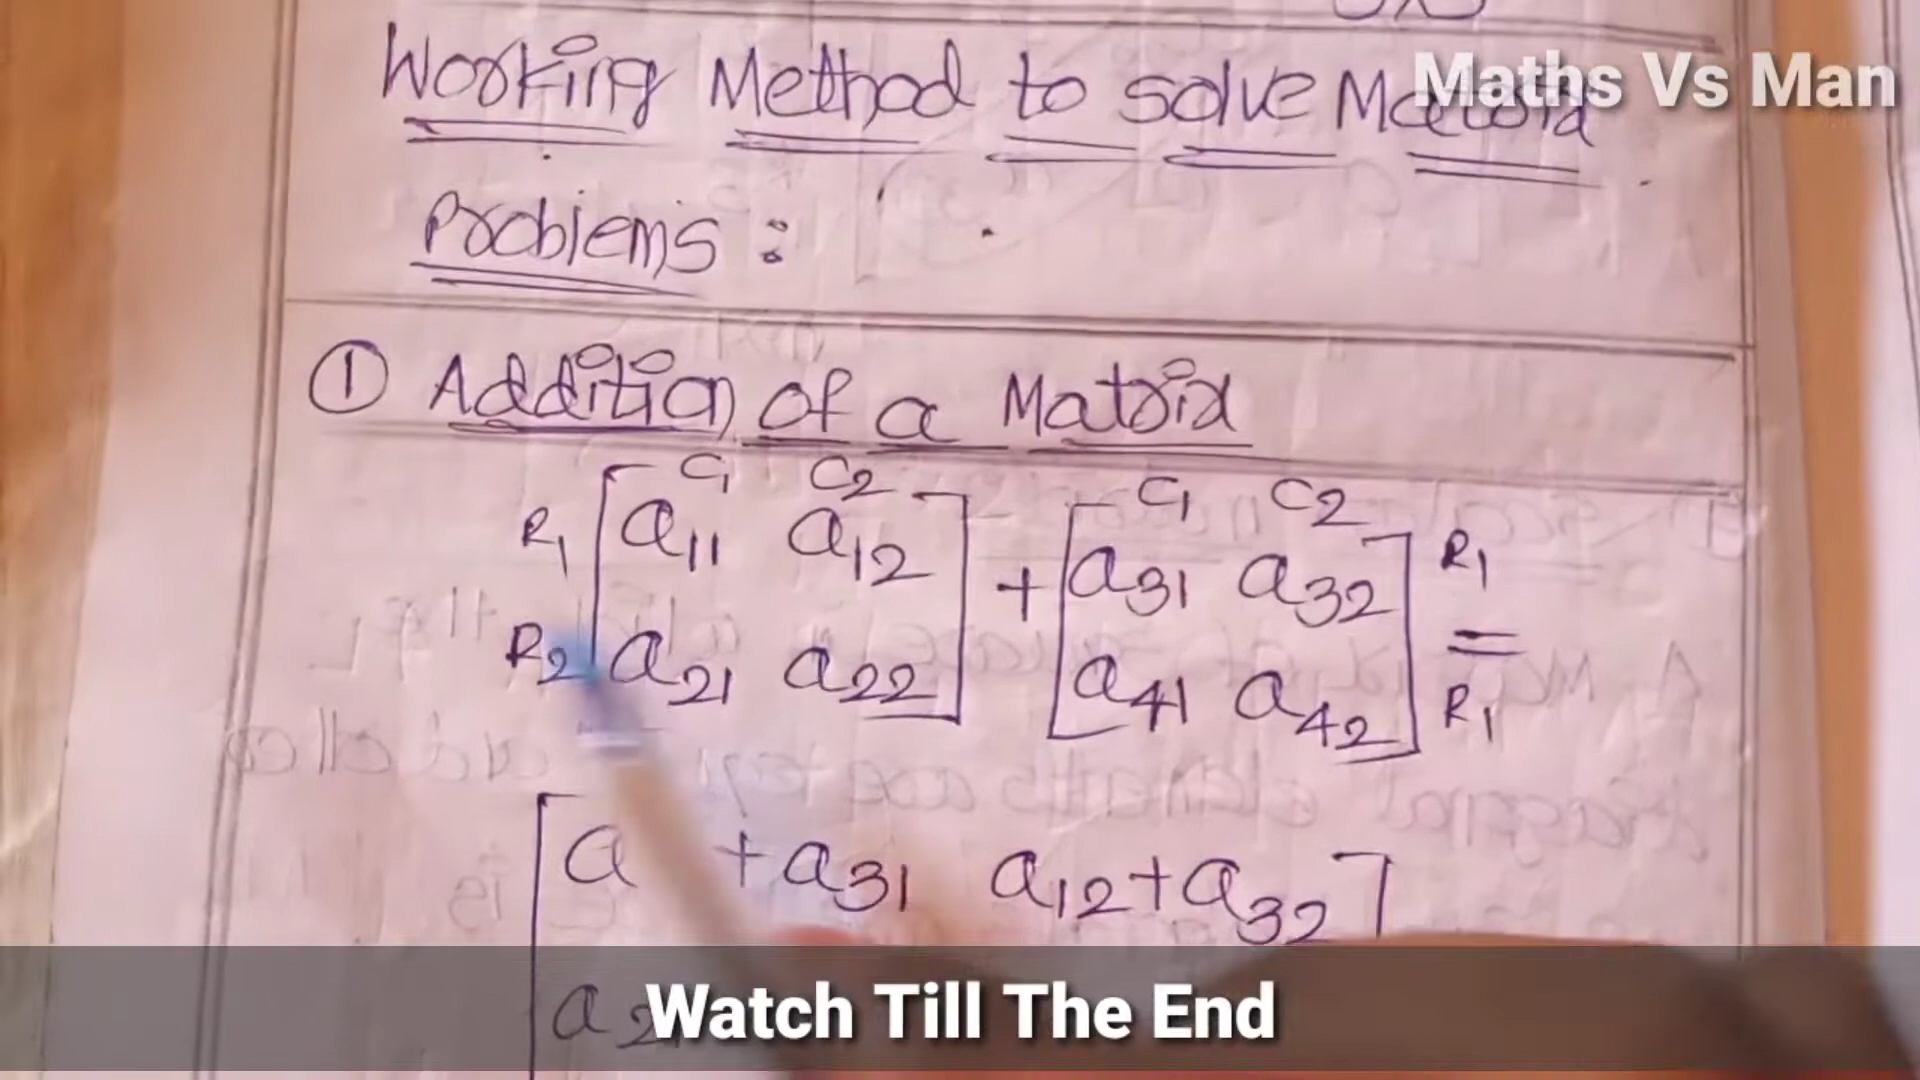 Working Method to solve Matrix
Maths Vs Man
Problems :
① Addition of a Matrix
C1 C2 C1 C2
R1 a11 a12 + a31 a32 R1
=
R2 a21 a22 a41 a42 R1
a + a31 a12 + a32
a2
Watch Till The End